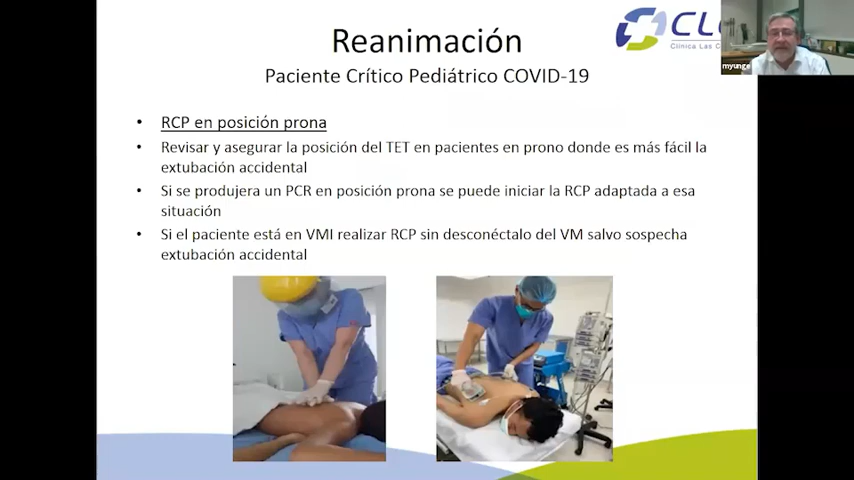 Reanimación
Paciente Crítico Pediátrico COVID-19
CL
Clínica Las C
myunge
• RCP en posición prona
• Revisar y asegurar la posición del TET en pacientes en prono donde es más fácil la
extubación accidental
• Si se produjera un PCR en posición prona se puede iniciar la RCP adaptada a esa
situación
• Si el paciente está en VMI realizar RCP sin desconéctalo del VM salvo sospecha
extubación accidental